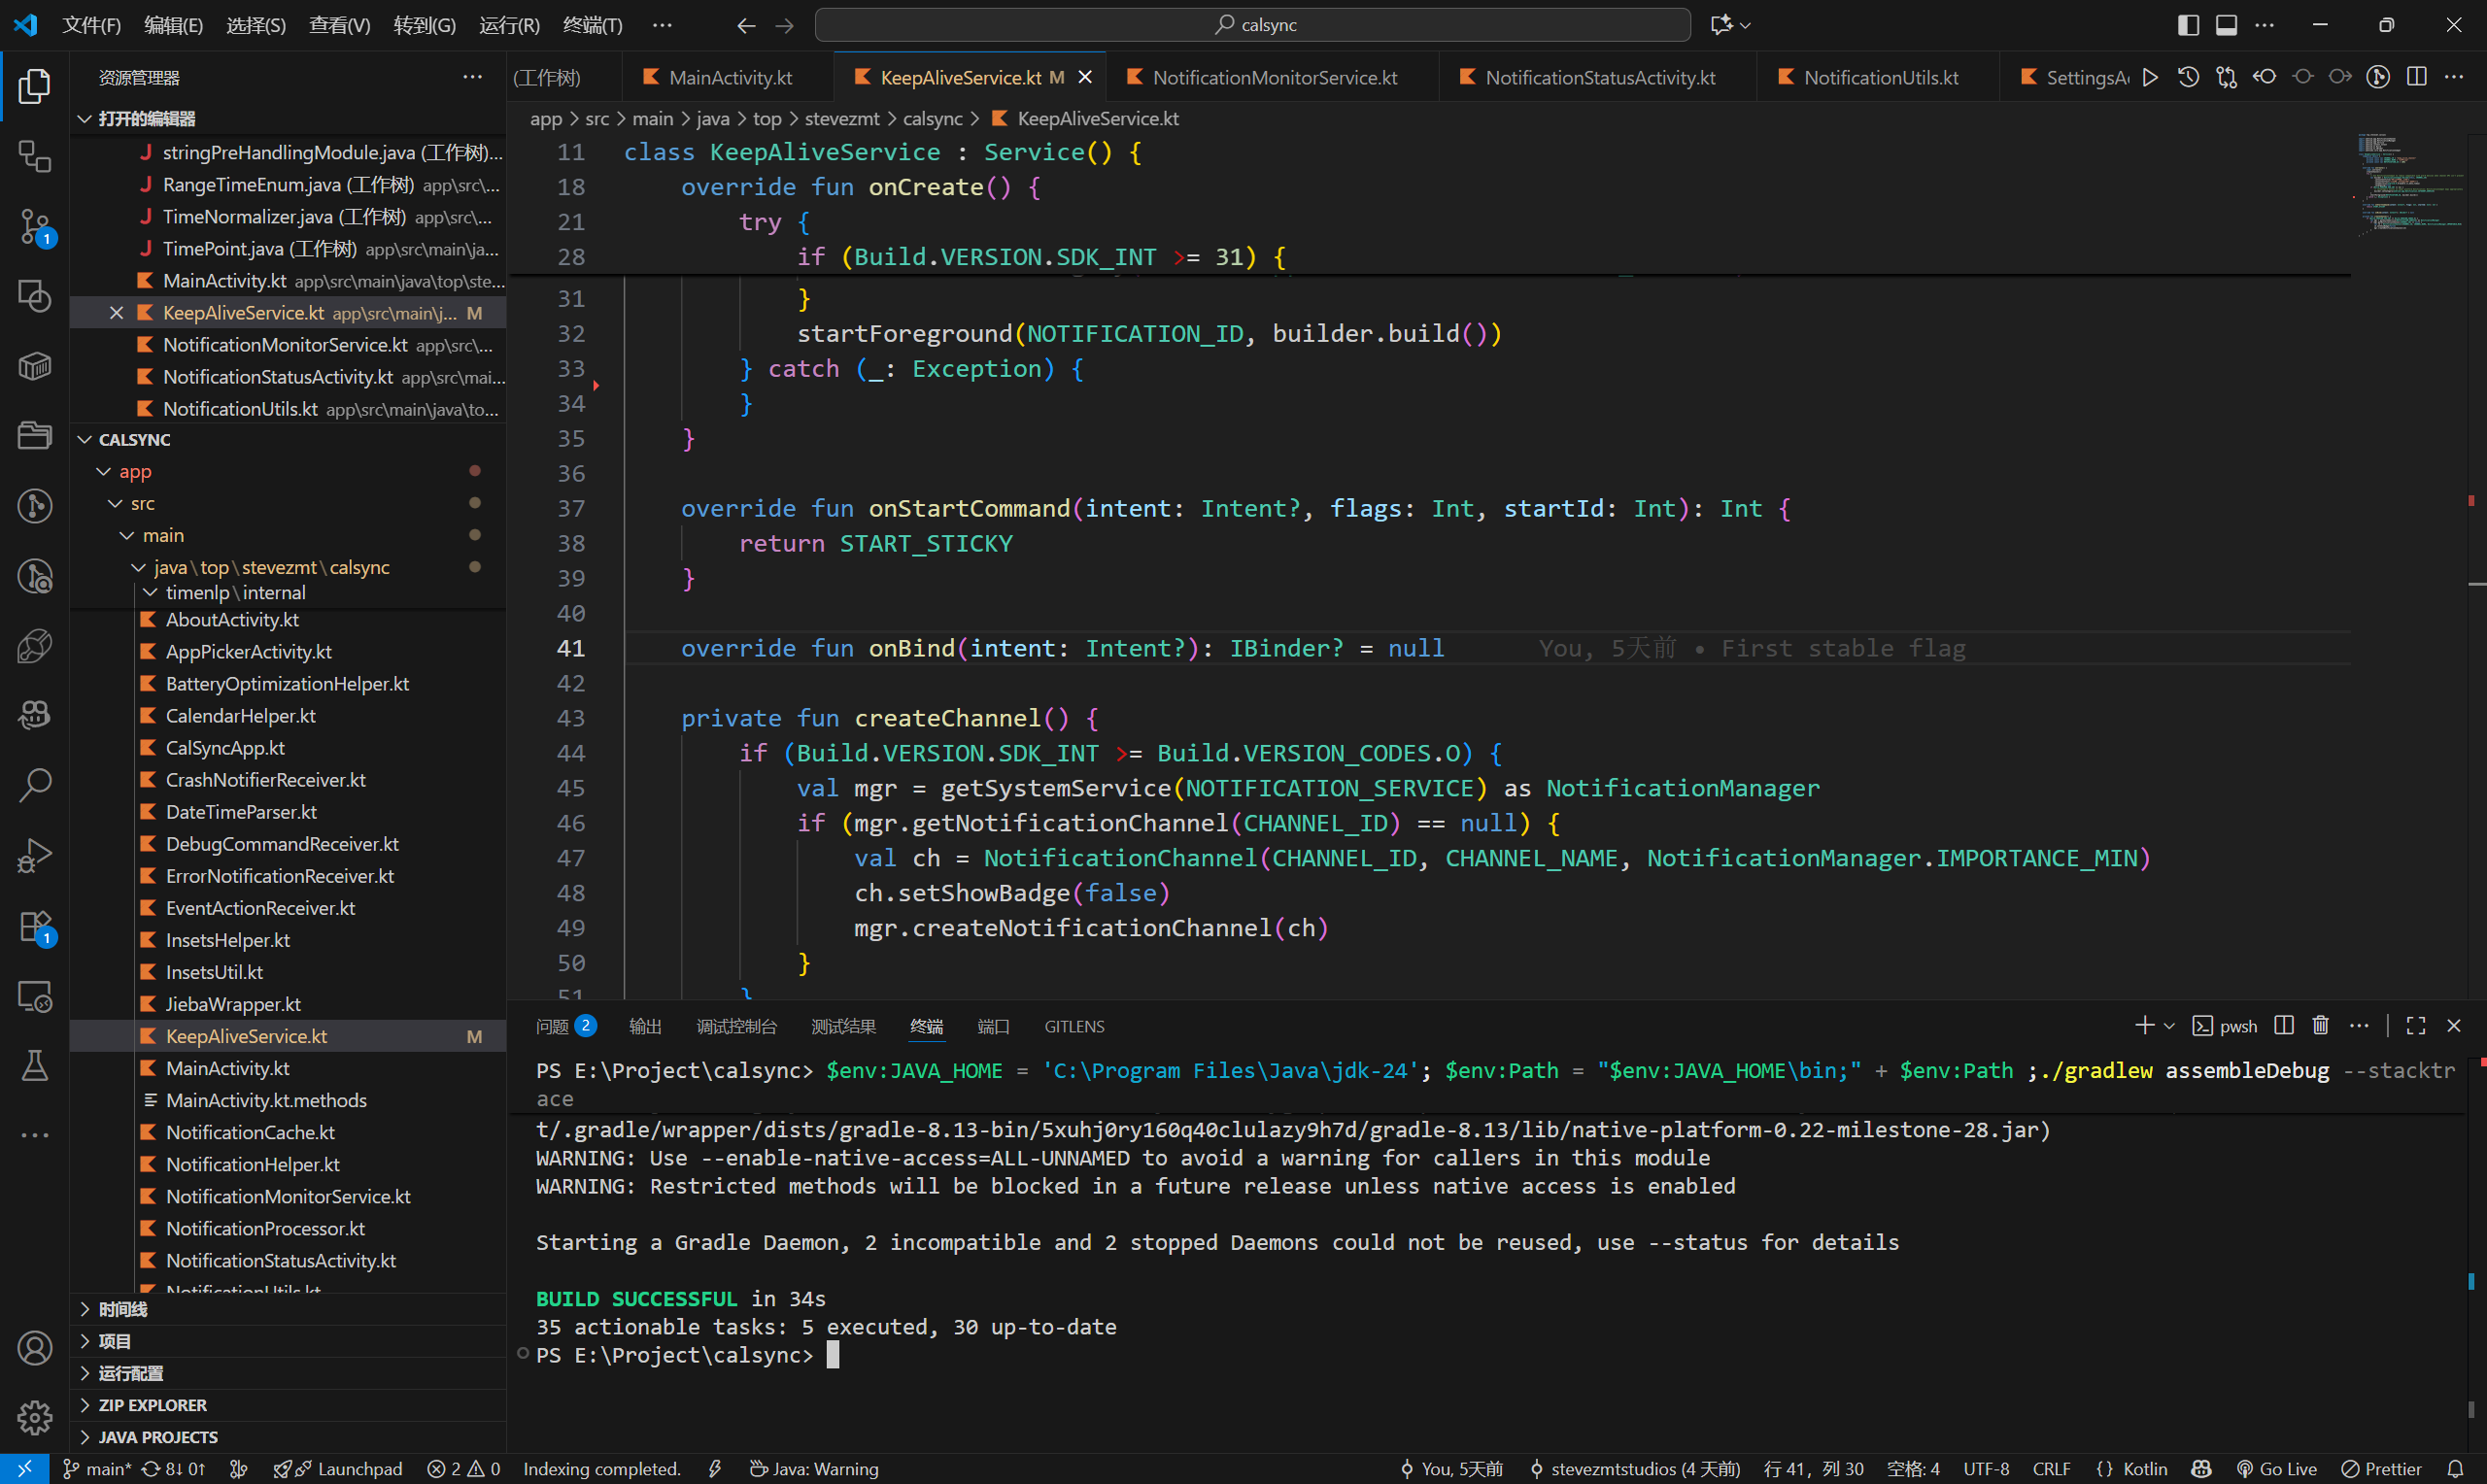 文件(F) 编辑(E) 选择(S) 查看(V) 转到(G) 运行(R) 终端(T) ··· calsync
资源管理器
(工作树) MainActivity.kt KeepAliveService.kt M NotificationMonitorService.kt NotificationStatusActivity.kt NotificationUtils.kt SettingsAc
打开的编辑器
stringPreHandlingModule.java (工作树)...
RangeTimeEnum.java (工作树) app\src\...
TimeNormalizer.java (工作树) app\src\...
TimePoint.java (工作树) app\src\main\ja...
MainActivity.kt app\src\main\java\top\ste...
KeepAliveService.kt app\src\main\j... M
NotificationMonitorService.kt app\src\...
NotificationStatusActivity.kt app\src\mai...
NotificationUtils.kt app\src\main\java\to...
CALSYNC
app
src
main
java\top\stevezmt\calsync
timenlp\internal
AboutActivity.kt
AppPickerActivity.kt
BatteryOptimizationHelper.kt
CalendarHelper.kt
CalSyncApp.kt
CrashNotifierReceiver.kt
DateTimeParser.kt
DebugCommandReceiver.kt
ErrorNotificationReceiver.kt
EventActionReceiver.kt
InsetsHelper.kt
InsetsUtil.kt
JiebaWrapper.kt
KeepAliveService.kt M
MainActivity.kt
MainActivity.kt.methods
NotificationCache.kt
NotificationHelper.kt
NotificationMonitorService.kt
NotificationProcessor.kt
NotificationStatusActivity.kt
NotificationUtils.kt
时间线
项目
运行配置
ZIP EXPLORER
JAVA PROJECTS
1
1
app > src > main > java > top > stevezmt > calsync > KeepAliveService.kt
11 class KeepAliveService : Service() {
18 override fun onCreate() {
21 try {
28 if (Build.VERSION.SDK_INT >= 31) {
31 }
32 startForeground(NOTIFICATION_ID, builder.build())
33 } catch (_: Exception) {
34 }
35 }
36
37 override fun onStartCommand(intent: Intent?, flags: Int, startId: Int): Int {
38 return START_STICKY
39 }
40
41 override fun onBind(intent: Intent?): IBinder? = null You, 5天前 • First stable flag
42
43 private fun createChannel() {
44 if (Build.VERSION.SDK_INT >= Build.VERSION_CODES.O) {
45 val mgr = getSystemService(NOTIFICATION_SERVICE) as NotificationManager
46 if (mgr.getNotificationChannel(CHANNEL_ID) == null) {
47 val ch = NotificationChannel(CHANNEL_ID, CHANNEL_NAME, NotificationManager.IMPORTANCE_MIN)
48 ch.setShowBadge(false)
49 mgr.createNotificationChannel(ch)
50 }
51 }
问题 2 输出 调试控制台 测试结果 终端 端口 GITLENS pwsh
PS E:\Project\calsync> $env:JAVA_HOME = 'C:\Program Files\Java\jdk-24'; $env:Path = "$env:JAVA_HOME\bin;" + $env:Path ;./gradlew assembleDebug --stacktr
ace
t/.gradle/wrapper/dists/gradle-8.13-bin/5xuhj0ry160q40clulazy9h7d/gradle-8.13/lib/native-platform-0.22-milestone-28.jar)
WARNING: Use --enable-native-access=ALL-UNNAMED to avoid a warning for callers in this module
WARNING: Restricted methods will be blocked in a future release unless native access is enabled
Starting a Gradle Daemon, 2 incompatible and 2 stopped Daemons could not be reused, use --status for details
BUILD SUCCESSFUL in 34s
35 actionable tasks: 5 executed, 30 up-to-date
PS E:\Project\calsync>
main* 8↓ 0↑ Launchpad 2 0 Indexing completed. Java: Warning You, 5天前 stevezmtstudios (4 天前) 行 41，列 30 空格: 4 UTF-8 CRLF {} Kotlin Go Live Prettier